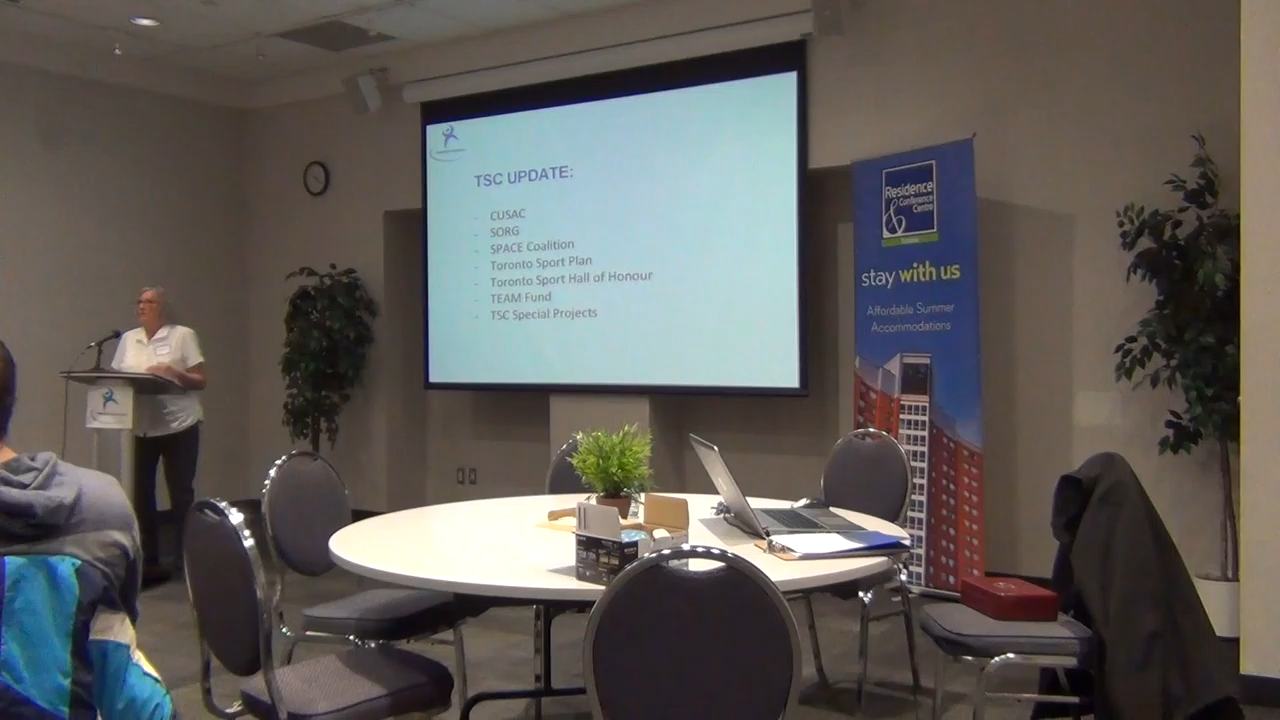 TSC UPDATE:
- CUSAC
- SORG
- SPACE Coalition
- Toronto Sport Plan
- Toronto Sport Hall of Honour
- TEAM Fund
- TSC Special Projects
Residence
& Conference
Centre
stay with us
Affordable Summer
Accommodations